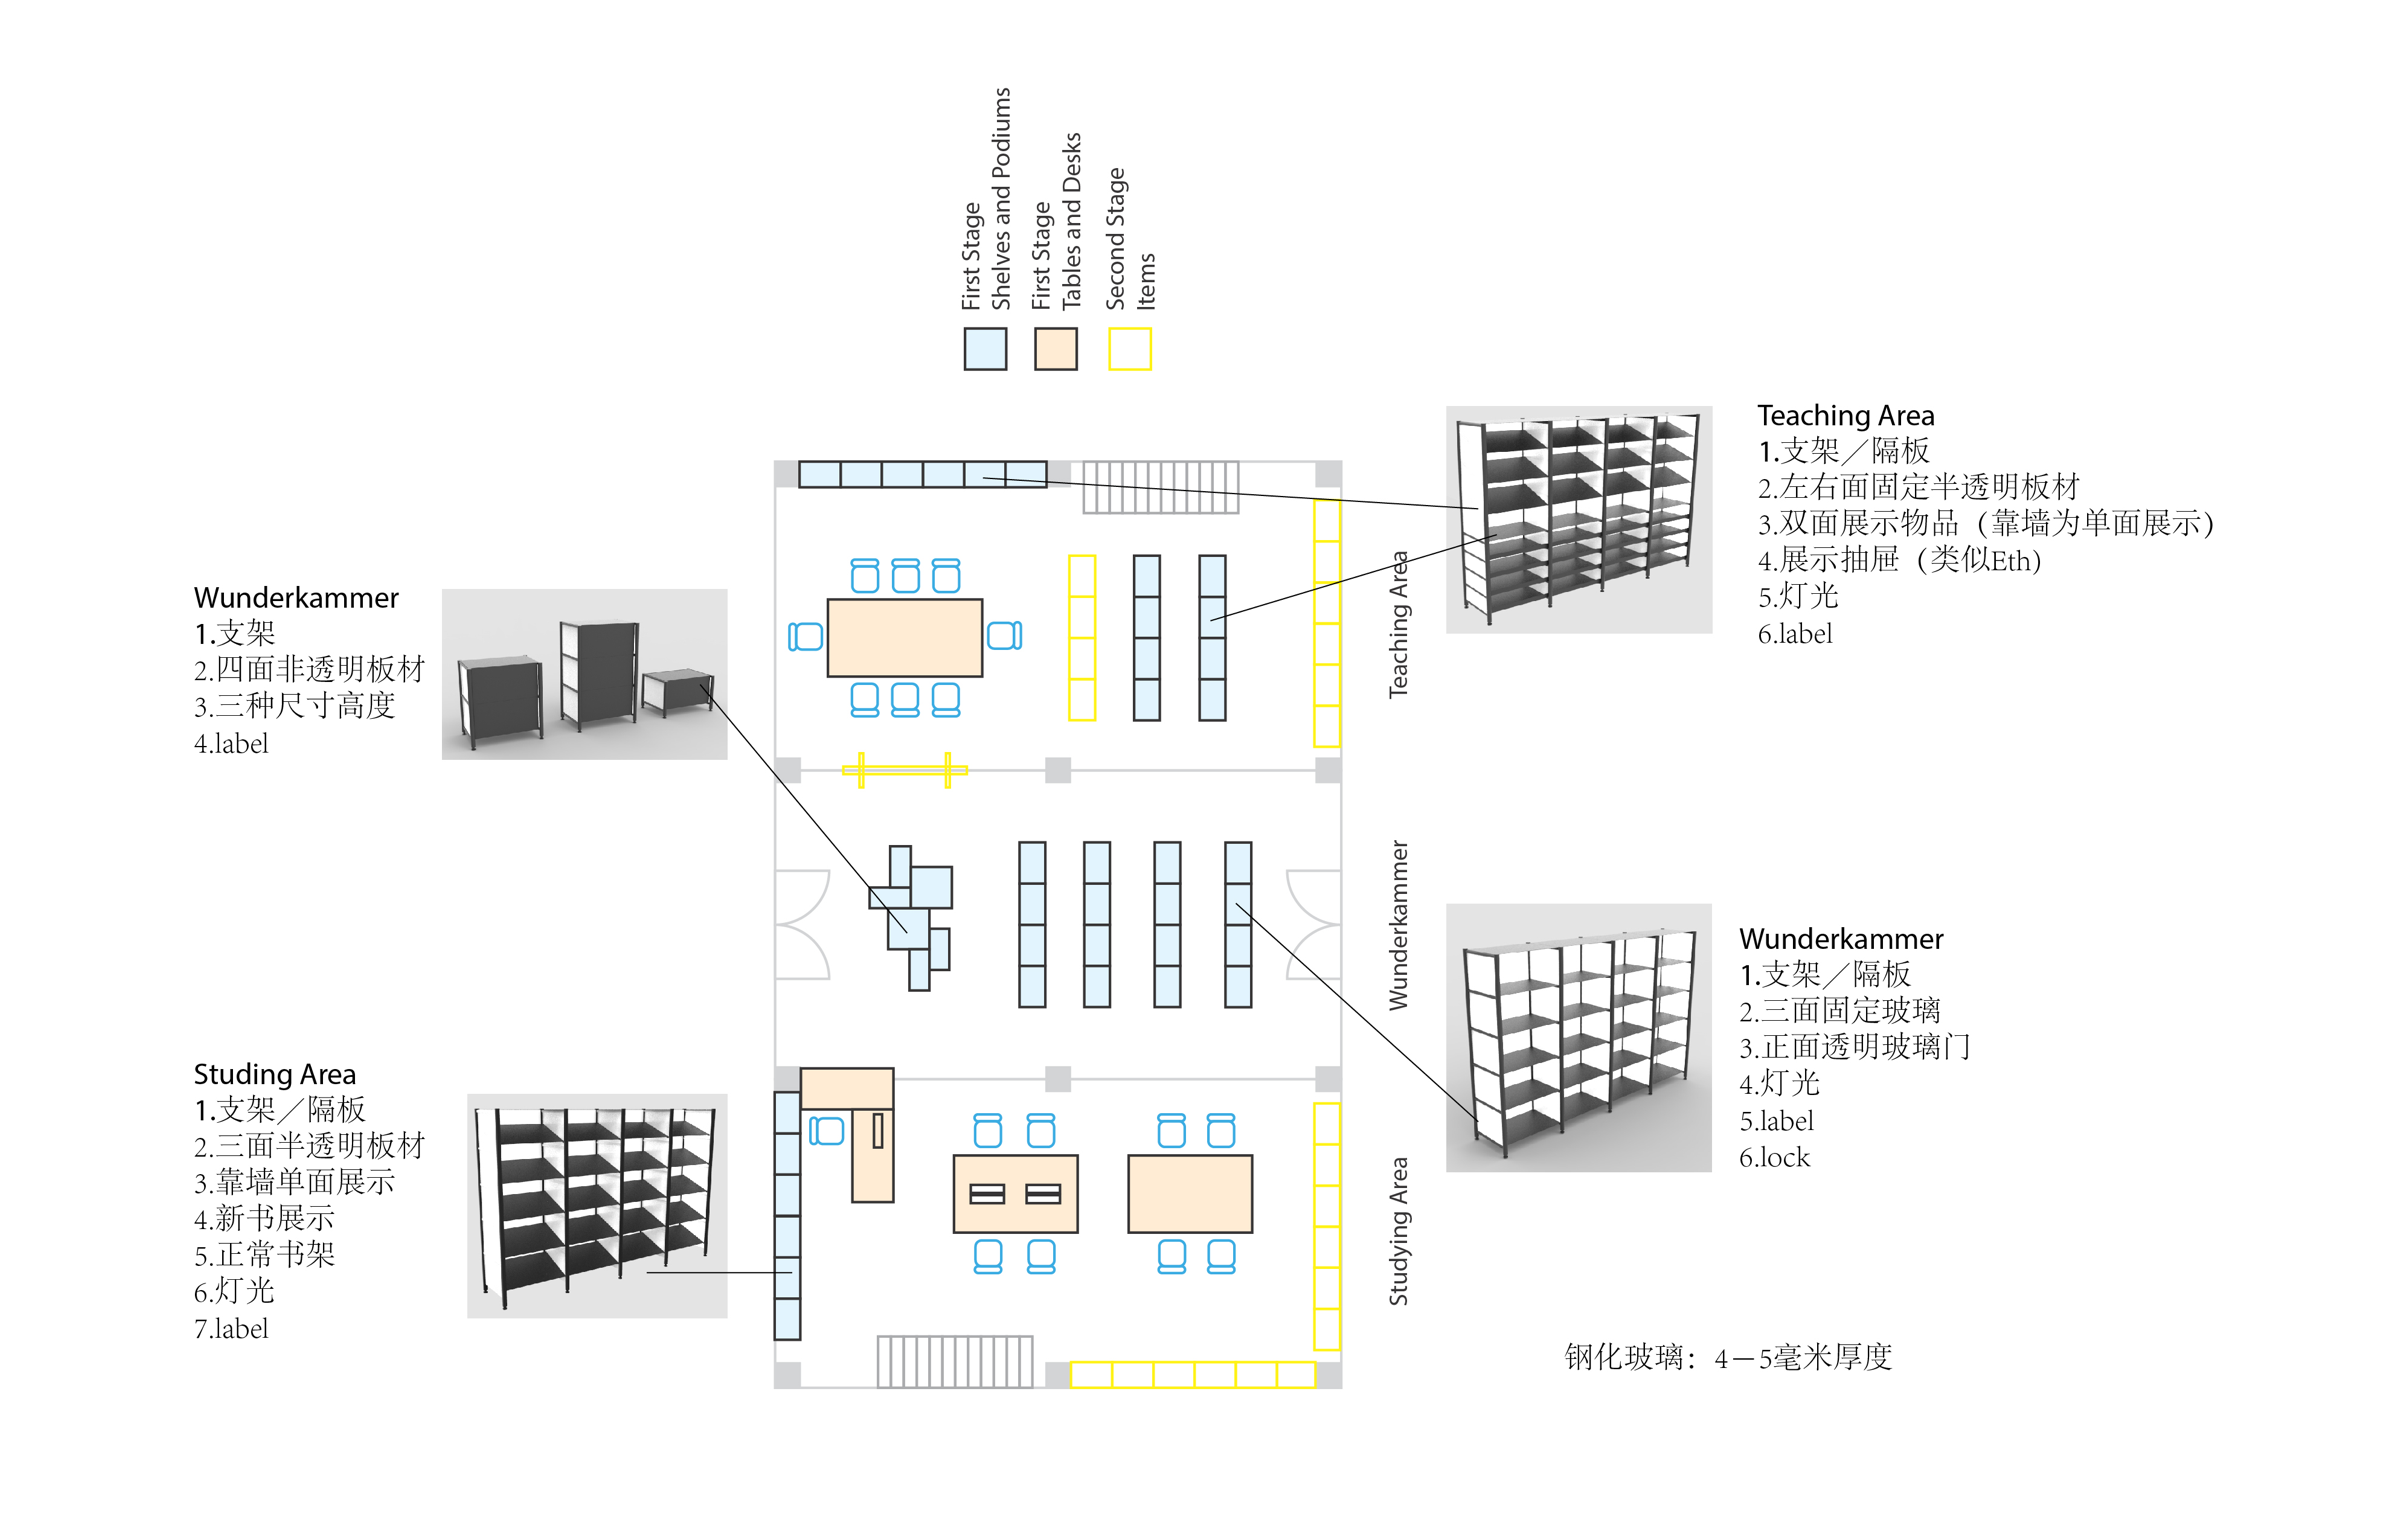 First Stage
Shelves and Podiums
First Stage
Tables and Desks
Second Stage
Items
Teaching Area
1.支架／隔板
2.左右面固定半透明板材
3.双面展示物品（靠墙为单面展示）
4.展示抽屉（类似Eth）
5.灯光
6.label
Wunderkammer
1.支架
2.四面非透明板材
3.三种尺寸高度
4.label
Teaching Area
Wunderkammer
Studying Area
Wunderkammer
1.支架／隔板
2.三面固定玻璃
3.正面透明玻璃门
4.灯光
5.label
6.lock
Studing Area
1.支架／隔板
2.三面半透明板材
3.靠墙单面展示
4.新书展示
5.正常书架
6.灯光
7.label
钢化玻璃：4－5毫米厚度